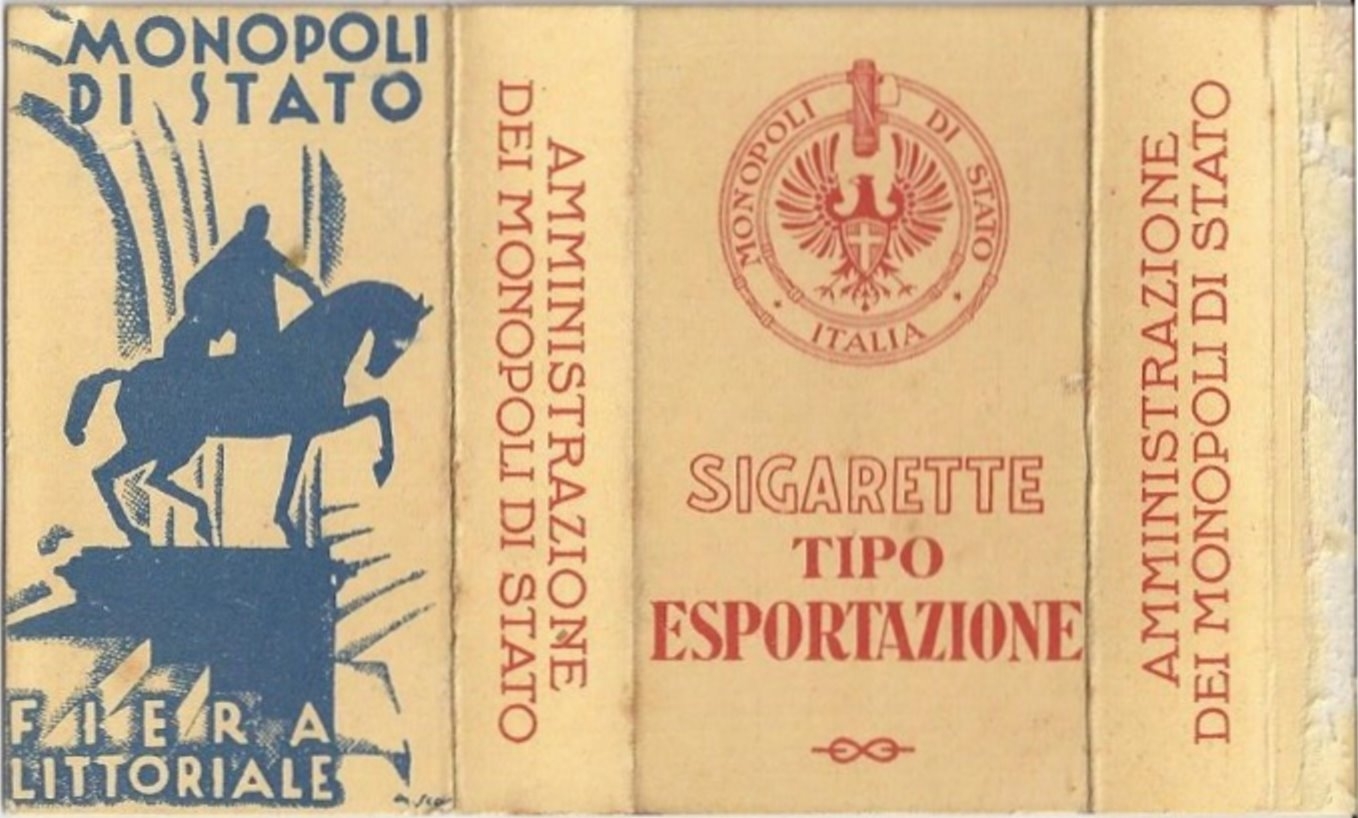 MONOPOLI
DI STATO
FIERA
LITTORIALE
AMMINISTRAZIONE
DEI MONOPOLI DI STATO
MONOPOLI DI STATO
ITALIA
SIGARETTE
TIPO
ESPORTAZIONE
AMMINISTRAZIONE
DEI MONOPOLI DI STATO